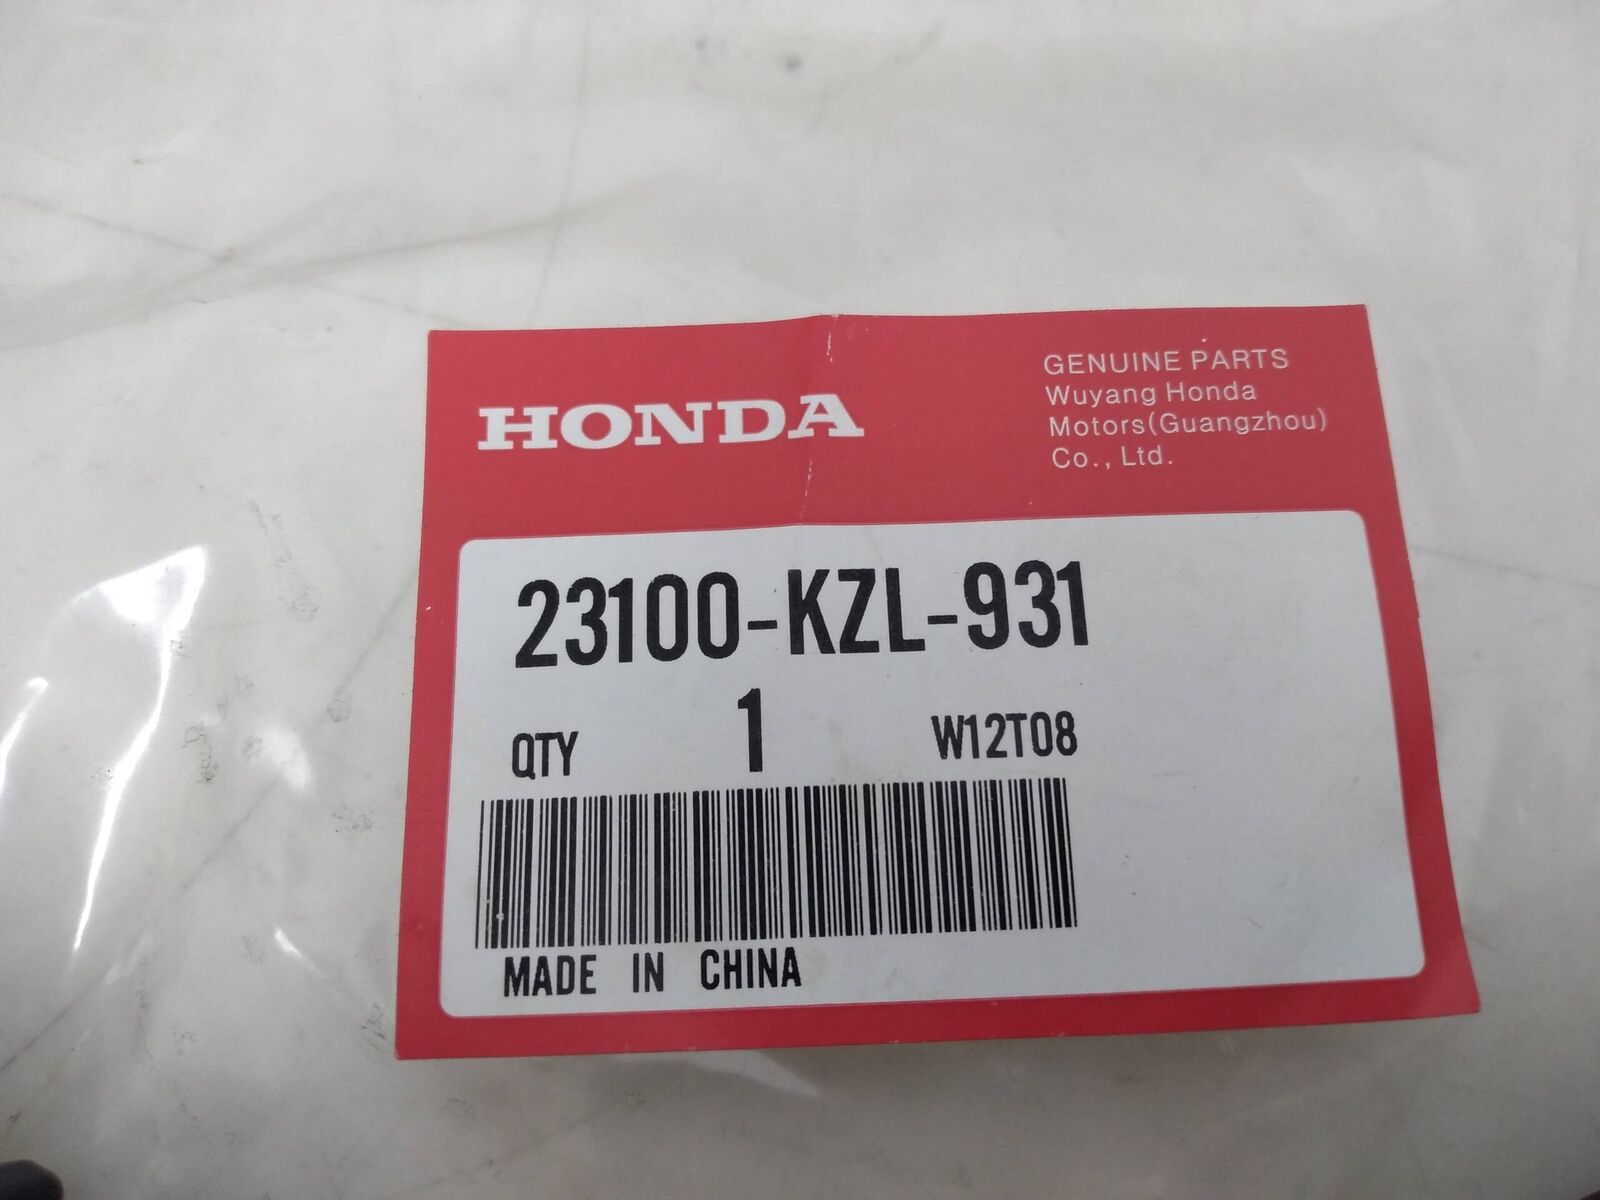 HONDA
GENUINE PARTS
Wuyang Honda
Motors(Guangzhou)
Co., Ltd.
23100-KZL-931
QTY 1 W12T08
MADE IN CHINA